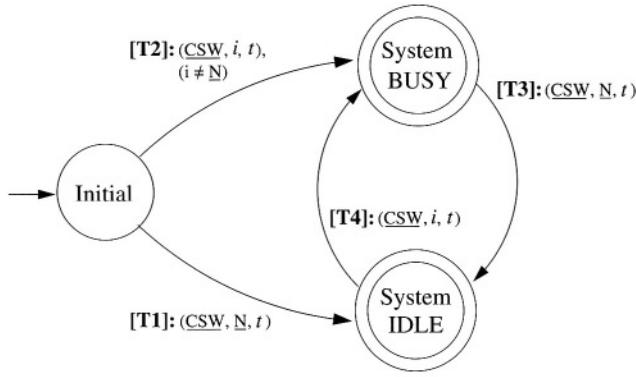 [T2]: (CSW, i, t),
(i ≠ N)
System
BUSY
[T3]: (CSW, N, t)
Initial
[T4]: (CSW, i, t)
[T1]: (CSW, N, t)
System
IDLE